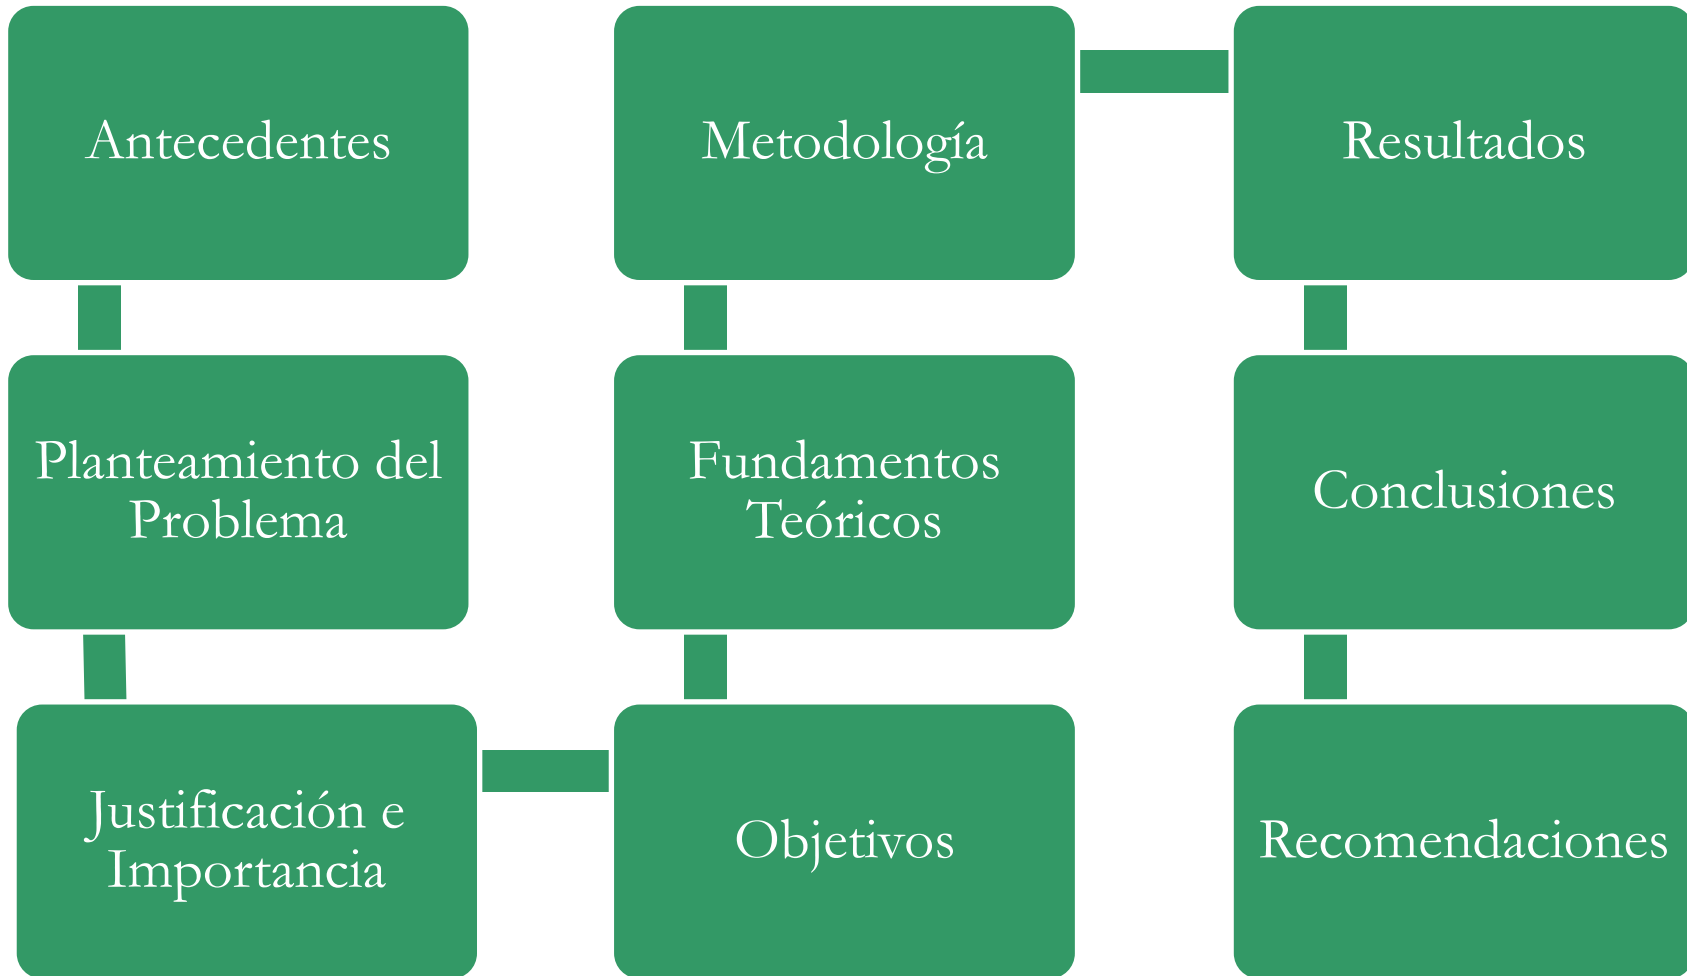 Antecedentes
Planteamiento del
Problema
Justificación e
Importancia
Objetivos
Fundamentos
Teóricos
Metodología
Resultados
Conclusiones
Recomendaciones